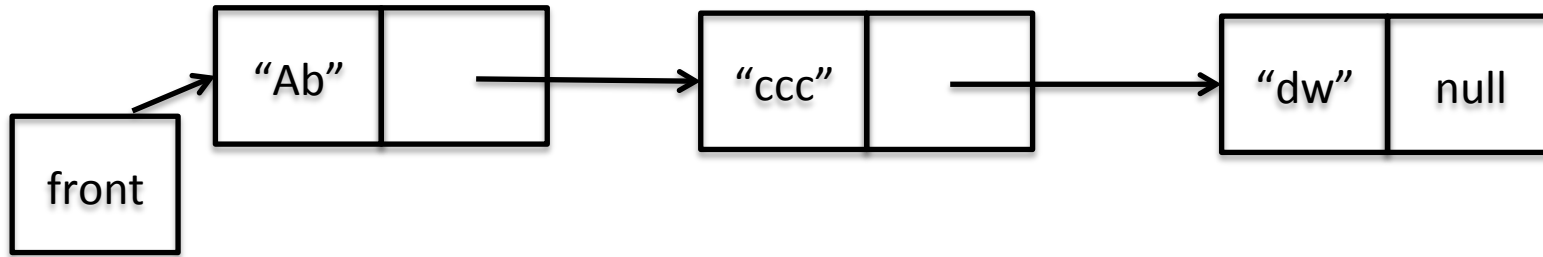 “Ab”
“ccc”
“dw”
null
front